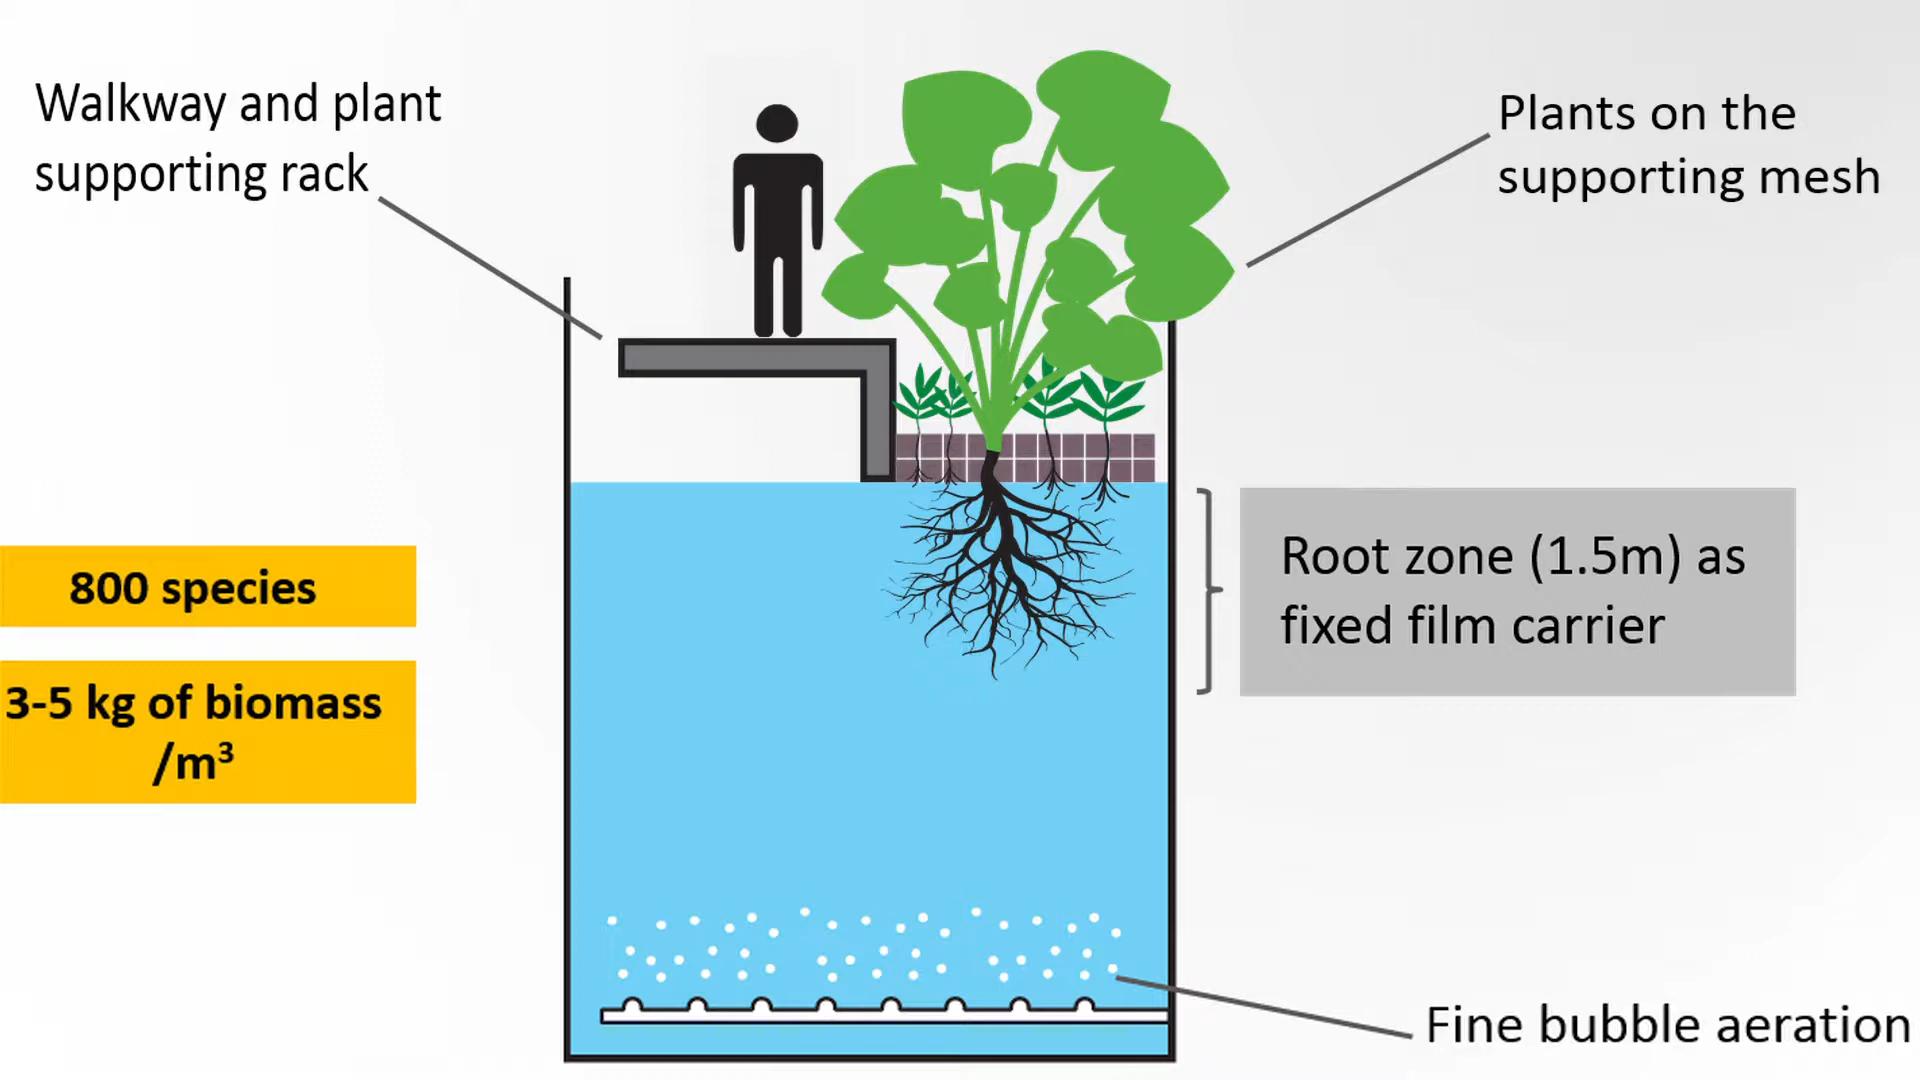 Walkway and plant
supporting rack
Plants on the
supporting mesh
800 species
3-5 kg of biomass
/m³
Root zone (1.5m) as
fixed film carrier
Fine bubble aeration